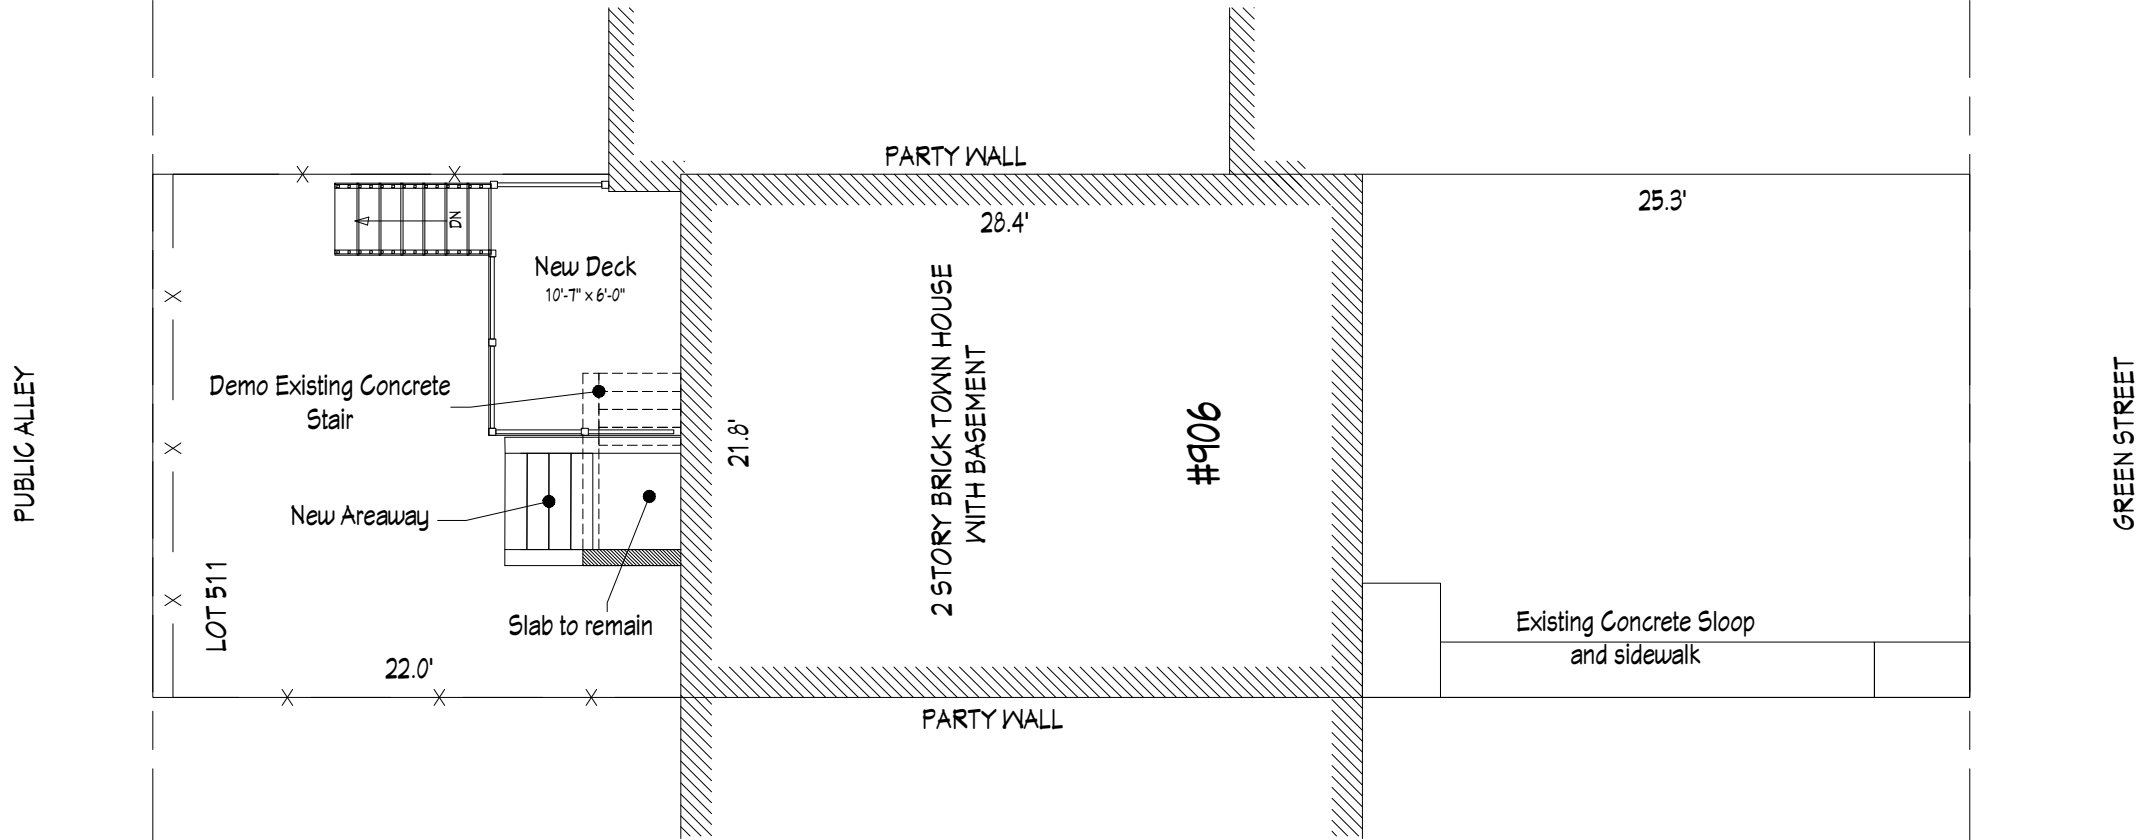 PARTY WALL
25.3'
28.4'
DN
New Deck
10'-7" x 6'-0"
2 STORY BRICK TOWN HOUSE
WITH BASEMENT
#906
21.8'
Demo Existing Concrete
Stair
PUBLIC ALLEY
GREEN STREET
New Areaway
LOT 511
Slab to remain
Existing Concrete Sloop
and sidewalk
22.0'
PARTY WALL